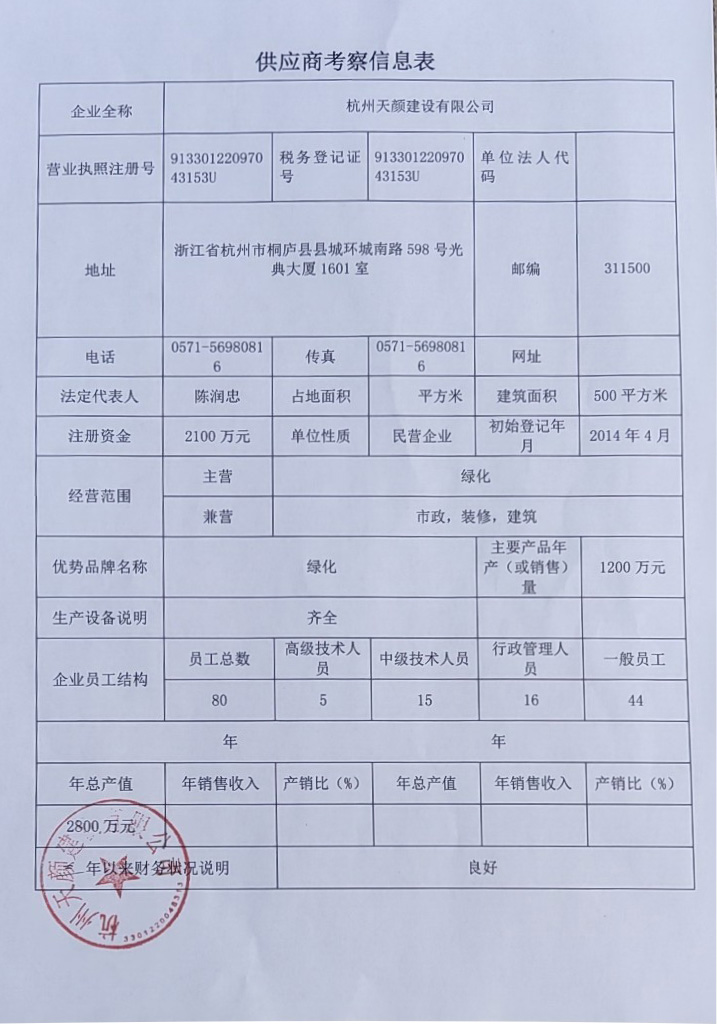 供应商考察信息表
企业全称
杭州天颜建设有限公司
营业执照注册号
913301220970
43153U
税务登记证
号
913301220970
43153U
单位法人代
码
地址
浙江省杭州市桐庐县县城环城南路 598 号光
典大厦 1601 室
邮编
311500
电话
0571-5698081
6
传真
0571-5698081
6
网址
法定代表人
陈润忠
占地面积
平方米
建筑面积
500 平方米
注册资金
2100 万元
单位性质
民营企业
初始登记年
月
2014 年 4 月
经营范围
主营
绿化
兼营
市政，装修，建筑
优势品牌名称
绿化
主要产品年
产（或销售）
量
1200 万元
生产设备说明
齐全
企业员工结构
员工总数
高级技术人
员
中级技术人员
行政管理人
员
一般员工
80
5
15
16
44
年
年
年总产值
年销售收入
产销比（%）
年总产值
年销售收入
产销比（%）
2800 万元
年以来财务状况说明
良好
杭州天颜建设有限公司